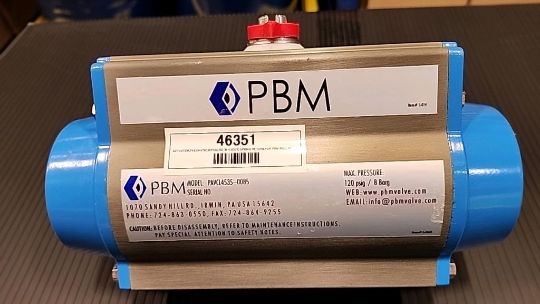 PBM
46351
PBM
MODEL PAVCL4S35-0085
SERIAL NO
1070 SANDY HILL RD., IRWIN, PA USA 15642
PHONE: 724-863-0550, FAX: 724-864-9255
MAX. PRESSURE
120 psig / 8 Barg
WEB: www.pbmvalve.com
EMAIL: info@pbmvalve.com
CAUTION: BEFORE DISASSEMBLY, REFER TO MAINTENANCE INSTRUCTIONS.
PAY SPECIAL ATTENTION TO SAFETY NOTES.